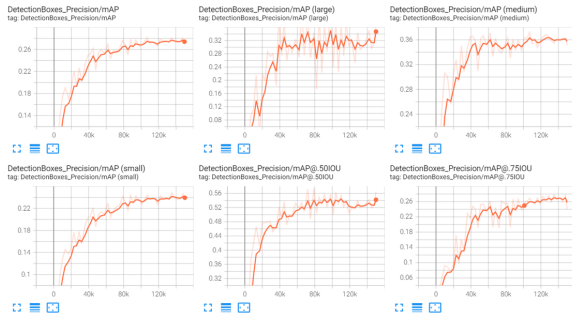 DetectionBoxes_Precision/mAP
tag: DetectionBoxes_Precision/mAP
0.26
0.22
0.18
0.14
0
40k
80k
120k
DetectionBoxes_Precision/mAP (large)
tag: DetectionBoxes_Precision/mAP
(large)
0.32
0.28
0.24
0.2
0.16
0.12
0.08
0
40k
80k
120k
DetectionBoxes_Precision/mAP (medium)
tag: DetectionBoxes_Precision/mAP (medium)
0.36
0.32
0.28
0.24
0
40k
80k
120k
DetectionBoxes_Precision/mAP (small)
tag: DetectionBoxes_Precision/mAP
(small)
0.22
0.18
0.14
0.1
0
40k
80k
120k
DetectionBoxes_Precision/mAP@.50IOU
tag: DetectionBoxes_Precision/mAP@.50IOU
0.56
0.52
0.48
0.44
0.4
0.36
0.32
0
40k
80k
120k
DetectionBoxes_Precision/mAP@.75IOU
tag: DetectionBoxes_Precision/mAP@.75IOU
0.26
0.22
0.18
0.14
0.1
0.06
0
40k
80k
120k